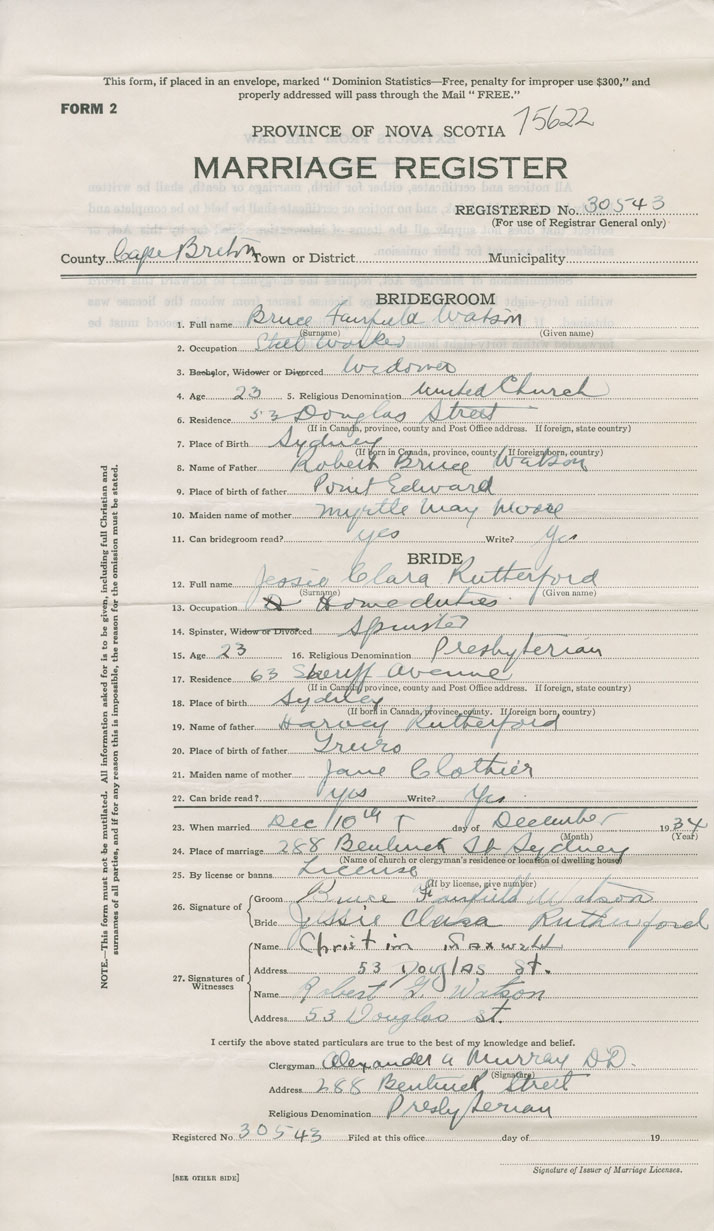 This form, if placed in an envelope, marked “ Dominion Statistics—Free, penalty for improper use $300,” and
properly addressed will pass through the Mail “ FREE.”
FORM 2
PROVINCE OF NOVA SCOTIA 75622
MARRIAGE REGISTER
REGISTERED No. 30543
(For use of Registrar General only)
County Cape Breton Town or District Municipality
BRIDEGROOM
1. Full name Bruce Fairfield Watson
(Surname) (Given name)
2. Occupation Steel Worker
3. Bachelor, Widower or Divorced Widower
4. Age 23 5. Religious Denomination United Church
6. Residence 53 Douglas Street
(If in Canada, province, county and Post Office address. If foreign, state country)
7. Place of Birth Sydney
(If born in Canada, province, county. If foreign born, country)
8. Name of Father Robert Bruce Watson
9. Place of birth of father Point Edward
10. Maiden name of mother Myrtle May Moore
11. Can bridegroom read? yes Write? Yes
BRIDE
12. Full name Jessie Clara Rutherford
(Surname) (Given name)
13. Occupation Home duties
14. Spinster, Widow or Divorced Spinster
15. Age 23 16. Religious Denomination Presbyterian
17. Residence 63 Sheriff Avenue
(If in Canada, province, county and Post Office address. If foreign, state country)
18. Place of birth Sydney
(If born in Canada, province, county. If foreign born, country)
19. Name of father Harvey Rutherford
20. Place of birth of father Truro
21. Maiden name of mother Jane Clothier
22. Can bride read? Yes Write? Yes
23. When married Dec 10th day of December 1934
(Month) (Year)
24. Place of marriage 288 Bentinck St Sydney
(Name of church or clergyman's residence or location of dwelling house)
25. By license or banns License
(If by license, give number)
26. Signature of Groom Bruce Fairfield Watson
Bride Jessie Clara Rutherford
27. Signatures of Witnesses
Name
Address 53 Douglas St.
Name Robert G. Watson
Address 53 Douglas St.
I certify the above stated particulars are true to the best of my knowledge and belief.
Clergyman Alexander a Murray D.D.
(Signature)
Address 288 Bentinck Street
Religious Denomination Presbyterian
Registered No. 30543 Filed at this office day of 19
Signature of Issuer of Marriage Licenses.
[SEE OTHER SIDE]
NOTE.—This form must not be mutilated. All information asked for is to be given, including full Christian and
surnames of all parties, and if for any reason this is impossible, the reason for the omission must be stated.